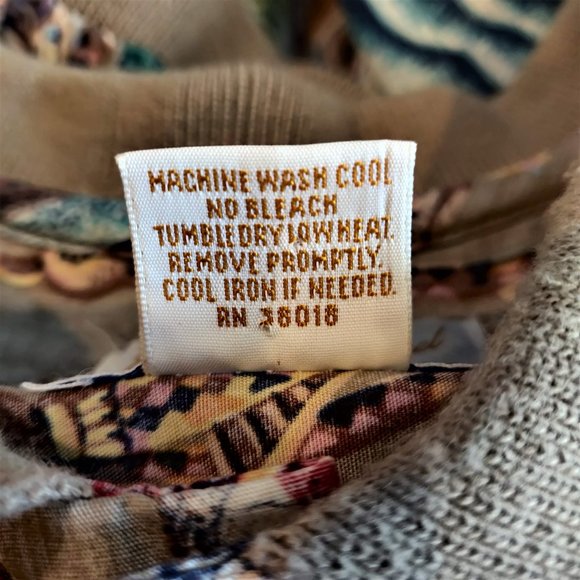 MACHINE WASH COOL
NO BLEACH
TUMBLE DRY LOW HEAT.
REMOVE PROMPTLY.
COOL IRON IF NEEDED.
RN 38018